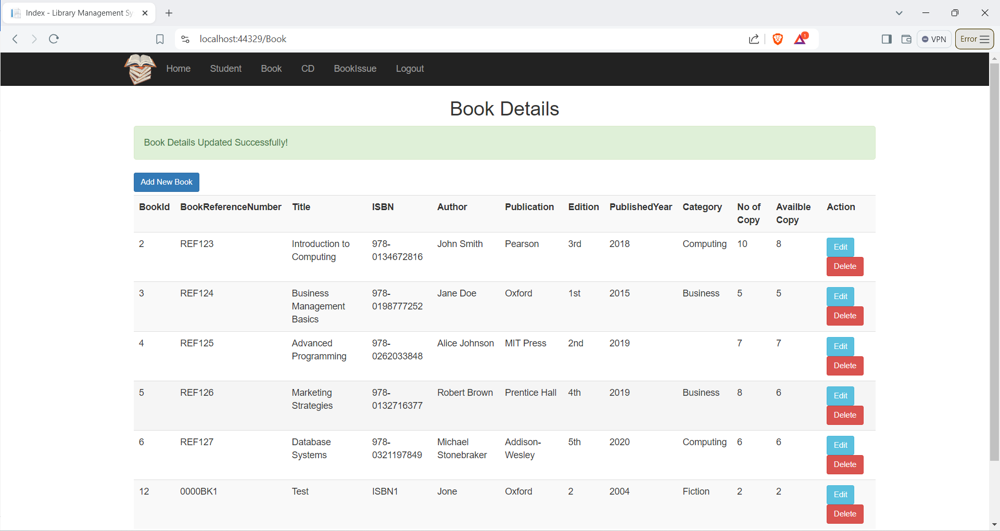 Index - Library Management Sy
localhost:44329/Book
1
VPN
Error
Home Student Book CD BookIssue Logout
Book Details
Book Details Updated Successfully!
Add New Book
BookId BookReferenceNumber Title ISBN Author Publication Edition PublishedYear Category No of Availble Action
Copy Copy
2 REF123 Introduction to 978- John Smith Pearson 3rd 2018 Computing 10 8 Edit
Computing 0134672816
Delete
3 REF124 Business 978- Jane Doe Oxford 1st 2015 Business 5 5 Edit
Management 0198777252
Basics Delete
4 REF125 Advanced 978- Alice Johnson MIT Press 2nd 2019 7 7 Edit
Programming 0262033848
Delete
5 REF126 Marketing 978- Robert Brown Prentice Hall 4th 2019 Business 8 6 Edit
Strategies 0132716377
Delete
6 REF127 Database 978- Michael Addison- 5th 2020 Computing 6 6 Edit
Systems 0321197849 Stonebraker Wesley
Delete
12 0000BK1 Test ISBN1 Jone Oxford 2 2004 Fiction 2 2 Edit
Delete